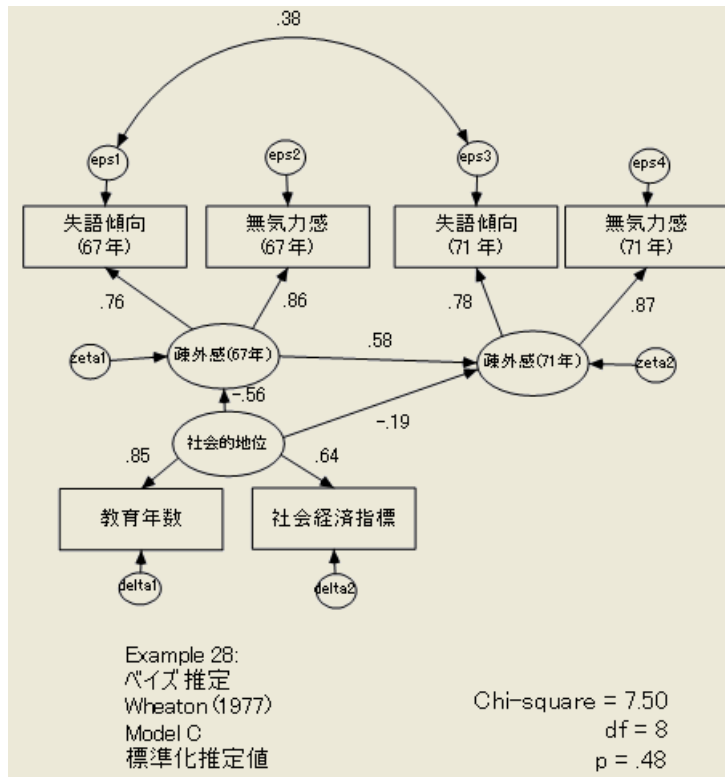 .38
eps1
eps2
eps3
eps4
失語傾向
(67年)
無気力感
(67年)
失語傾向
(71年)
無気力感
(71年)
.76
.86
.78
.87
zeta1
疎外感(67年)
.58
疎外感(71年)
zeta2
-.56
社会的地位
-.19
.85
.64
教育年数
社会経済指標
delta1
delta2
Example 28:
ベイズ推定
Wheaton (1977)
Model C
標準化推定値
Chi-square = 7.50
df = 8
p = .48